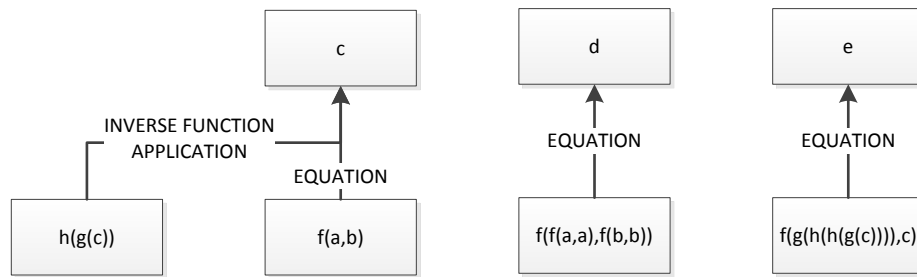 c
d
e
INVERSE FUNCTION
APPLICATION
EQUATION
EQUATION
EQUATION
h(g(c))
f(a,b)
f(f(a,a),f(b,b))
f(g(h(h(g(c)))),c)